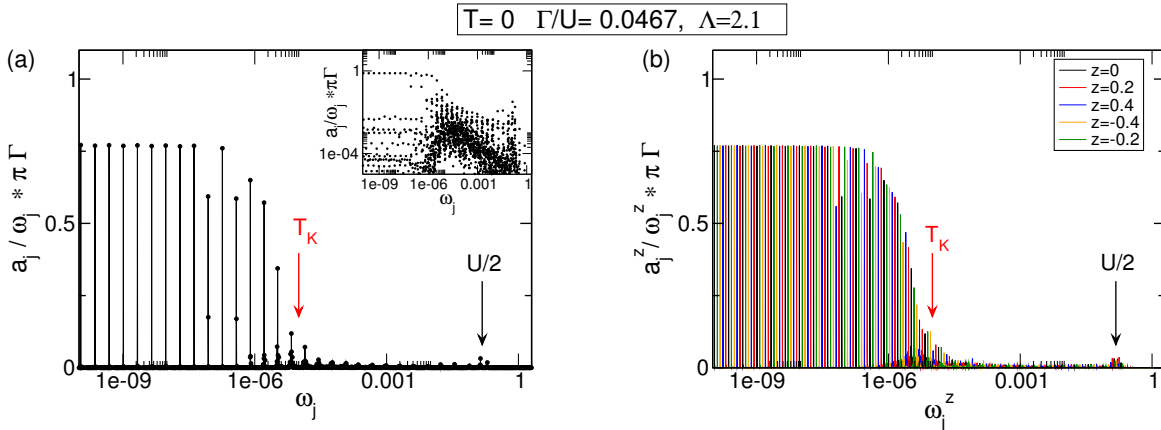 T= 0 Γ/U= 0.0467, Λ=2.1
(a)
a_j / ω_j * π Γ
1
0.5
0
1e-09
1e-06
0.001
1
ω_j
T_K
U/2
a_j/ω_j* π Γ
1
1e-04
1e-09
1e-06
0.001
1
ω_j
(b)
a_j^z / ω_j^z * π Γ
1
0.5
0
1e-09
1e-06
0.001
1
ω_j^z
T_K
U/2
z=0
z=0.2
z=0.4
z=-0.4
z=-0.2